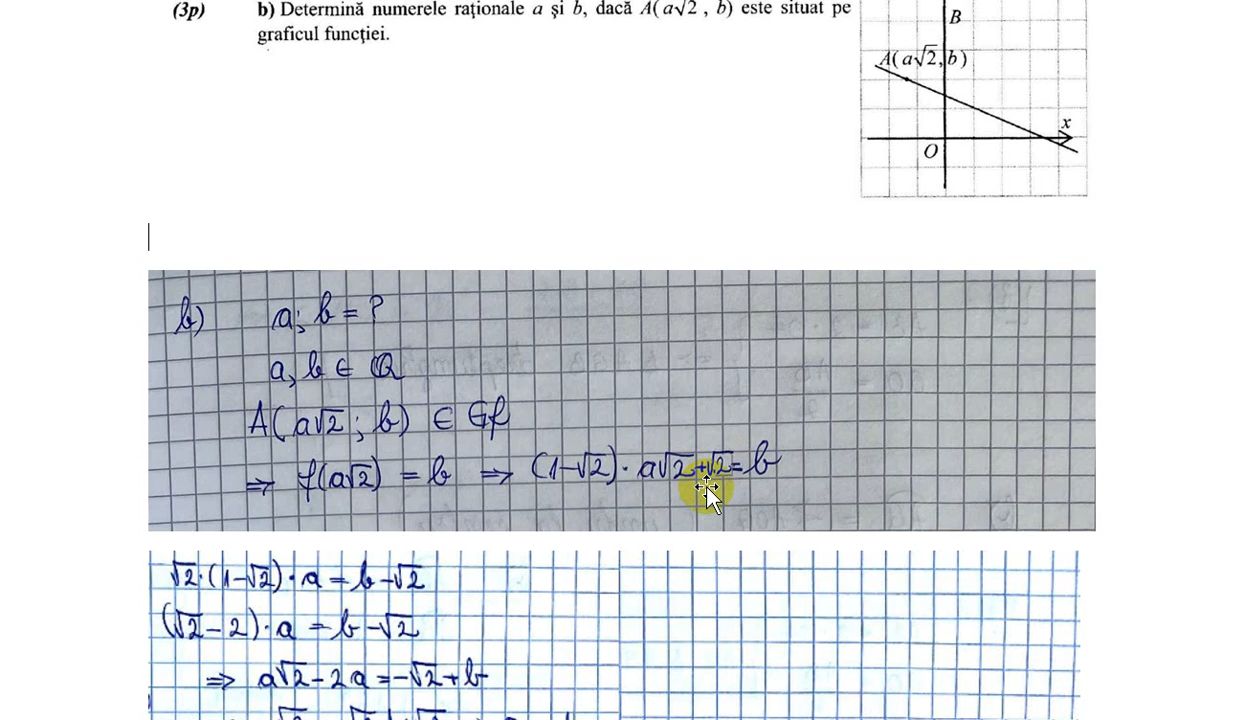 (3p) b) Determină numerele raționale a și b, dacă A(a√2 , b) este situat pe
graficul funcției.
B
A(a√2, b)
x
O
b) a; b = ?
a, b ∈ ℚ
A(a√2 ; b) ∈ Gf
⇒ f(a√2) = b ⇒ (1-√2)· a√2+√2 = b
√2·(1-√2)· a = b -√2
(√2 - 2)· a = b -√2
⇒ a√2 - 2a = -√2 + b